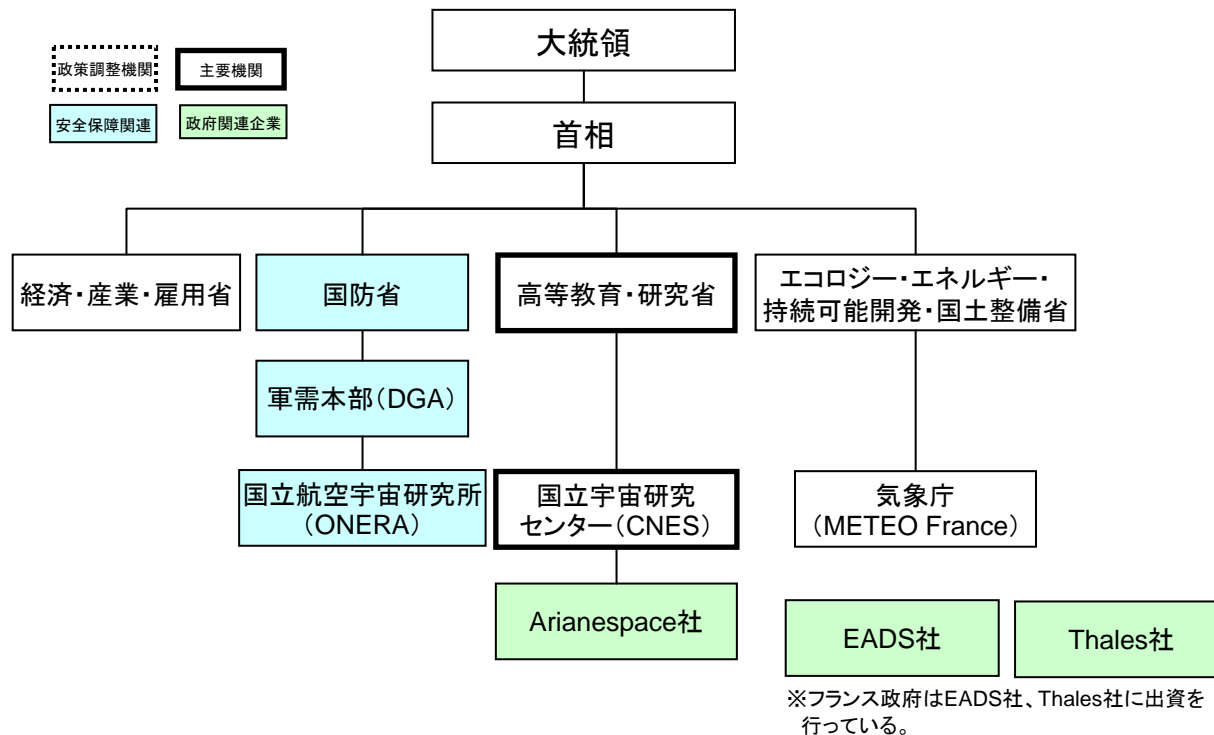 大統領
政策調整機関
主要機関
安全保障関連
政府関連企業
首相
経済・産業・雇用省
国防省
高等教育・研究省
エコロジー・エネルギー・
持続可能開発・国土整備省
軍需本部(DGA)
国立航空宇宙研究所
(ONERA)
国立宇宙研究
センター(CNES)
気象庁
(METEO France)
Arianespace社
EADS社
Thales社
※フランス政府はEADS社、Thales社に出資を
行っている。